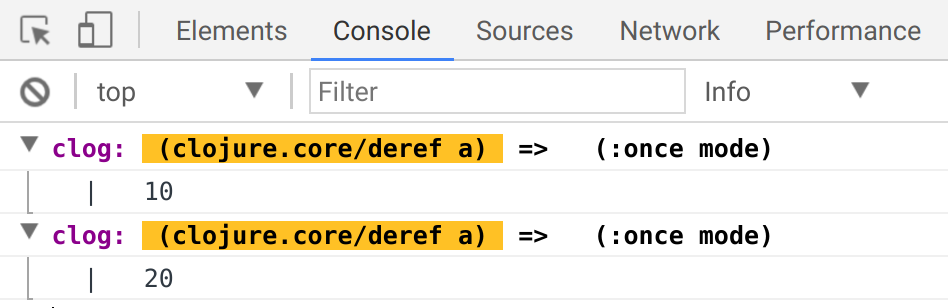 Elements Console Sources Network Performance
top Filter Info
clog: (clojure.core/deref a) => (:once mode)
| 10
clog: (clojure.core/deref a) => (:once mode)
| 20